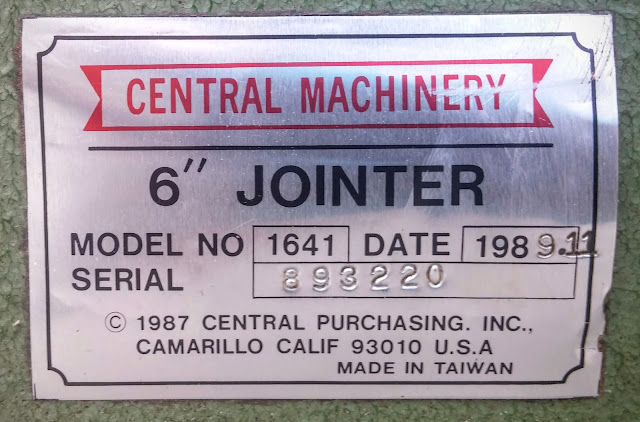 CENTRAL MACHINERY
6" JOINTER
MODEL NO 1641 DATE 1989.11
SERIAL 893220
© 1987 CENTRAL PURCHASING. INC.,
CAMARILLO CALIF 93010 U.S.A
MADE IN TAIWAN